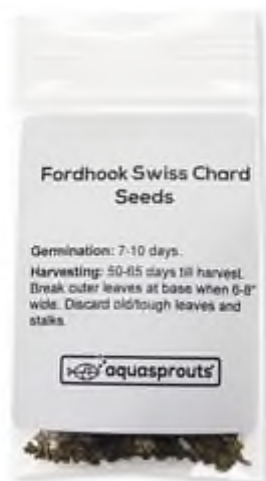 Fordhook Swiss Chard
Seeds
Germination: 7-10 days.
Harvesting: 50-65 days till harvest.
Break outer leaves at base when 6-8"
wide. Discard old/tough leaves and
stalks.
aquasprouts